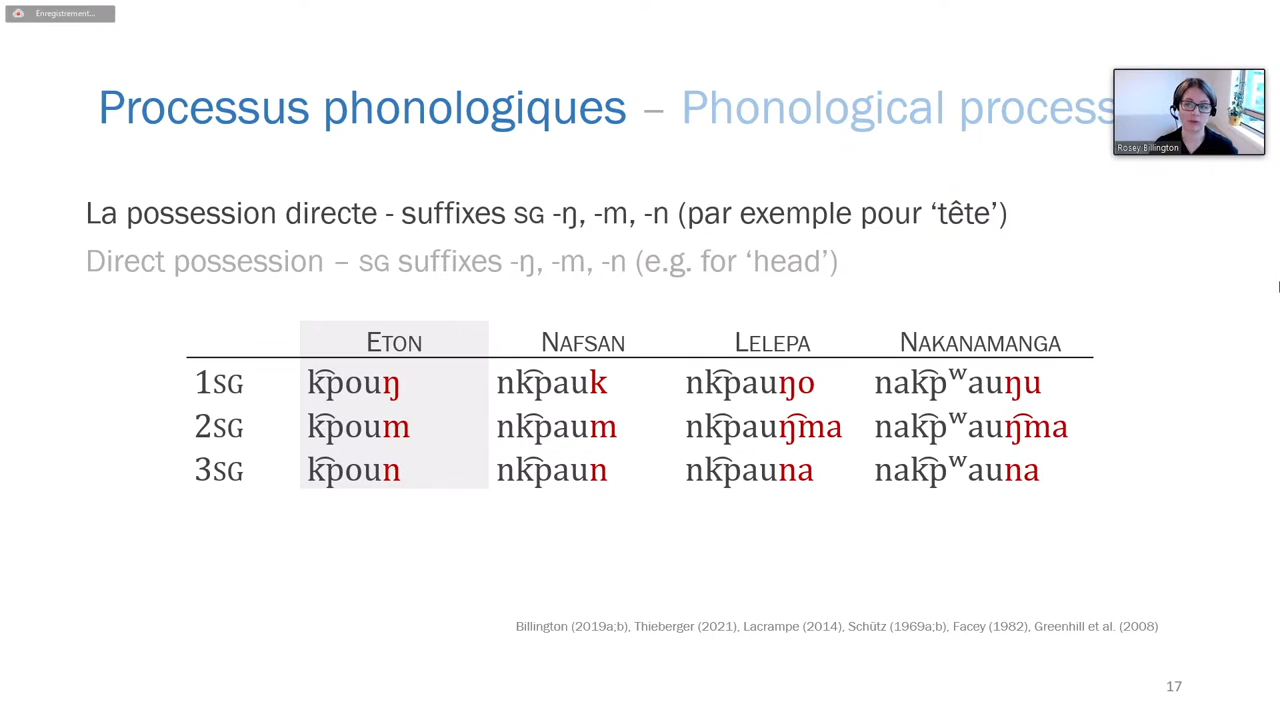 Enregistrement...
Processus phonologiques – Phonological process
Rosey Billington
La possession directe - suffixes SG -ŋ, -m, -n (par exemple pour ‘tête’)
Direct possession – SG suffixes -ŋ, -m, -n (e.g. for ‘head’)
ETON NAFSAN LELEPA NAKANAMANGA
1SG k͡pouŋ nk͡pauk nk͡pauŋo nak͡pʷauŋu
2SG k͡poum nk͡paum nk͡pauŋ͡ma nak͡pʷauŋ͡ma
3SG k͡poun nk͡paun nk͡pauna nak͡pʷauna
Billington (2019a;b), Thieberger (2021), Lacrampe (2014), Schütz (1969a;b), Facey (1982), Greenhill et al. (2008)
17